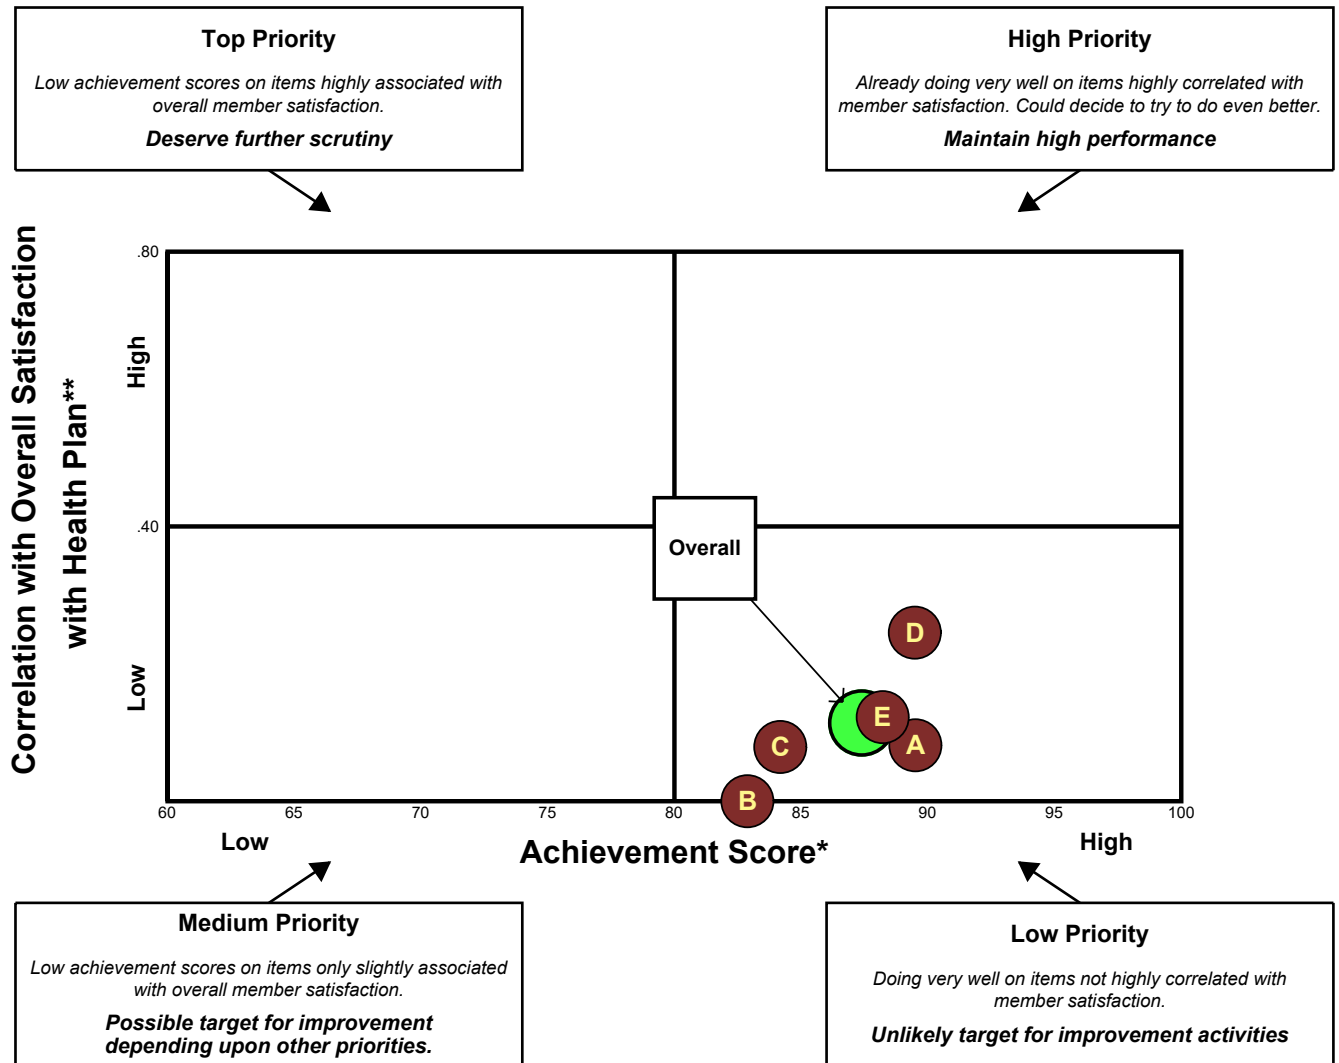 Top Priority
Low achievement scores on items highly associated with
overall member satisfaction.
Deserve further scrutiny
High Priority
Already doing very well on items highly correlated with
member satisfaction. Could decide to try to do even better.
Maintain high performance
Correlation with Overall Satisfaction
with Health Plan**
.80
High
.40
Low
Overall
D
E
A
C
B
60
65
70
75
80
85
90
95
100
Low
Achievement Score*
High
Medium Priority
Low achievement scores on items only slightly associated
with overall member satisfaction.
Possible target for improvement
depending upon other priorities.
Low Priority
Doing very well on items not highly correlated with
member satisfaction.
Unlikely target for improvement activities